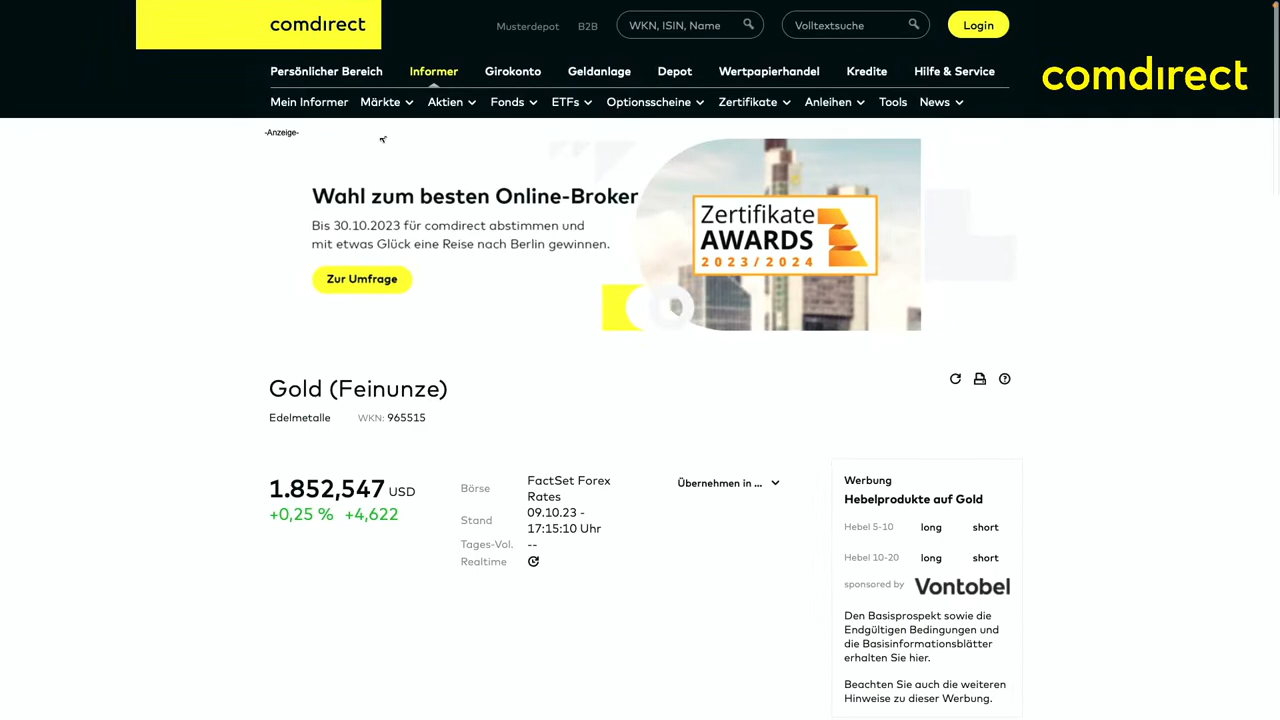 comdirect
Musterdepot
B2B
WKN, ISIN, Name
Volltextsuche
Login
Persönlicher Bereich
Informer
Girokonto
Geldanlage
Depot
Wertpapierhandel
Kredite
Hilfe & Service
comdirect
Mein Informer
Märkte
Aktien
Fonds
ETFs
Optionsscheine
Zertifikate
Anleihen
Tools
News
-Anzeige-
Wahl zum besten Online-Broker
Bis 30.10.2023 für comdirect abstimmen und
mit etwas Glück eine Reise nach Berlin gewinnen.
Zur Umfrage
Zertifikate
AWARDS
2023/2024
Gold (Feinunze)
Edelmetalle
WKN: 965515
1.852,547 USD
+0,25 % +4,622
Börse
FactSet Forex
Rates
Stand
09.10.23 -
17:15:10 Uhr
Tages-Vol.
--
Realtime
Übernehmen in ...
Werbung
Hebelprodukte auf Gold
Hebel 5-10 long short
Hebel 10-20 long short
sponsored by Vontobel
Den Basisprospekt sowie die
Endgültigen Bedingungen und
die Basisinformationsblätter
erhalten Sie hier.
Beachten Sie auch die weiteren
Hinweise zu dieser Werbung.